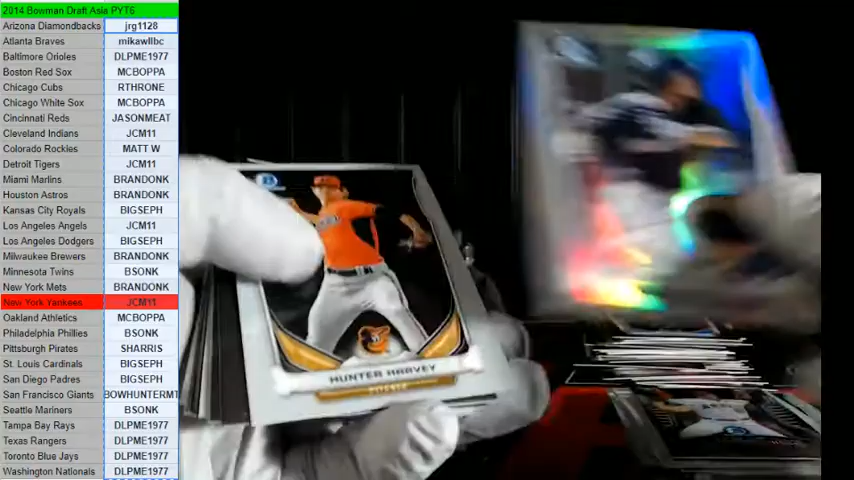 2014 Bowman Draft Asia PYT6
Arizona Diamondbacks jrg1128
Atlanta Braves mikawllbc
Baltimore Orioles DLPME1977
Boston Red Sox MCBOPPA
Chicago Cubs RTHRONE
Chicago White Sox MCBOPPA
Cincinnati Reds JASONMEAT
Cleveland Indians JCM11
Colorado Rockies MATT W
Detroit Tigers JCM11
Miami Marlins BRANDONK
Houston Astros BRANDONK
Kansas City Royals BIGSEPH
Los Angeles Angels JCM11
Los Angeles Dodgers BIGSEPH
Milwaukee Brewers BRANDONK
Minnesota Twins BSONK
New York Mets BRANDONK
New York Yankees JCM11
Oakland Athletics MCBOPPA
Philadelphia Phillies BSONK
Pittsburgh Pirates SHARRIS
St. Louis Cardinals BIGSEPH
San Diego Padres BIGSEPH
San Francisco Giants BOWHUNTERMT
Seattle Mariners BSONK
Tampa Bay Rays DLPME1977
Texas Rangers DLPME1977
Toronto Blue Jays DLPME1977
Washington Nationals DLPME1977
HUNTER HARVEY
PITCHER